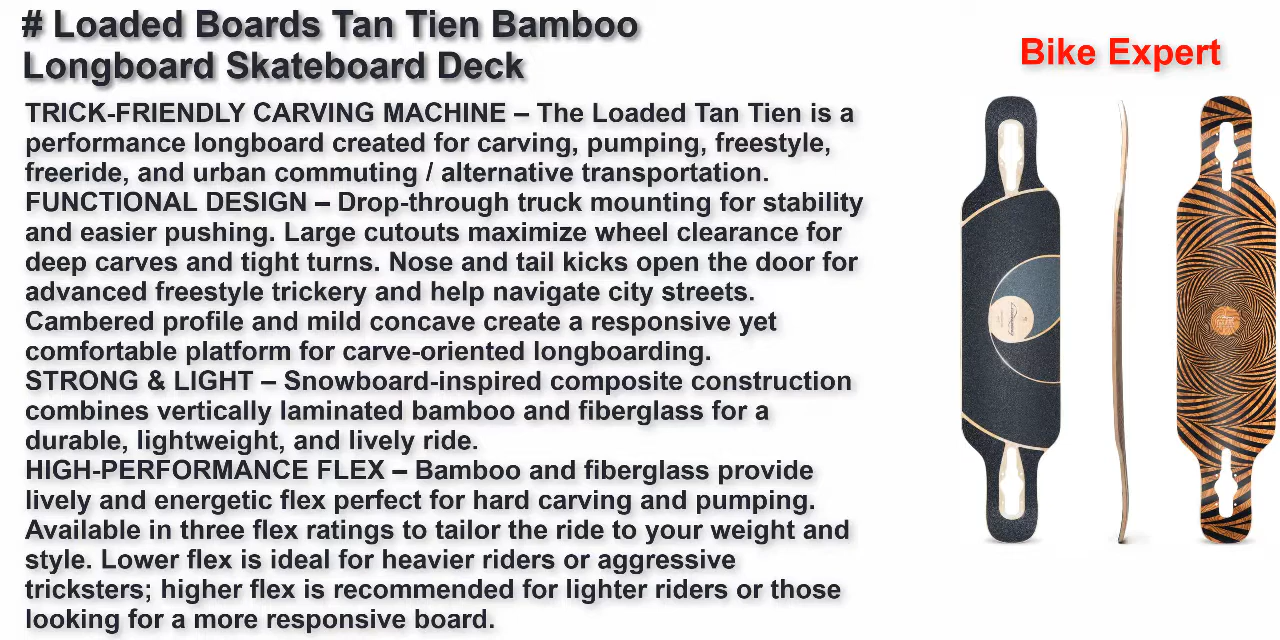 # Loaded Boards Tan Tien Bamboo
Longboard Skateboard Deck
Bike Expert
TRICK-FRIENDLY CARVING MACHINE – The Loaded Tan Tien is a
performance longboard created for carving, pumping, freestyle,
freeride, and urban commuting / alternative transportation.
FUNCTIONAL DESIGN – Drop-through truck mounting for stability
and easier pushing. Large cutouts maximize wheel clearance for
deep carves and tight turns. Nose and tail kicks open the door for
advanced freestyle trickery and help navigate city streets.
Cambered profile and mild concave create a responsive yet
comfortable platform for carve-oriented longboarding.
STRONG & LIGHT – Snowboard-inspired composite construction
combines vertically laminated bamboo and fiberglass for a
durable, lightweight, and lively ride.
HIGH-PERFORMANCE FLEX – Bamboo and fiberglass provide
lively and energetic flex perfect for hard carving and pumping.
Available in three flex ratings to tailor the ride to your weight and
style. Lower flex is ideal for heavier riders or aggressive
tricksters; higher flex is recommended for lighter riders or those
looking for a more responsive board.